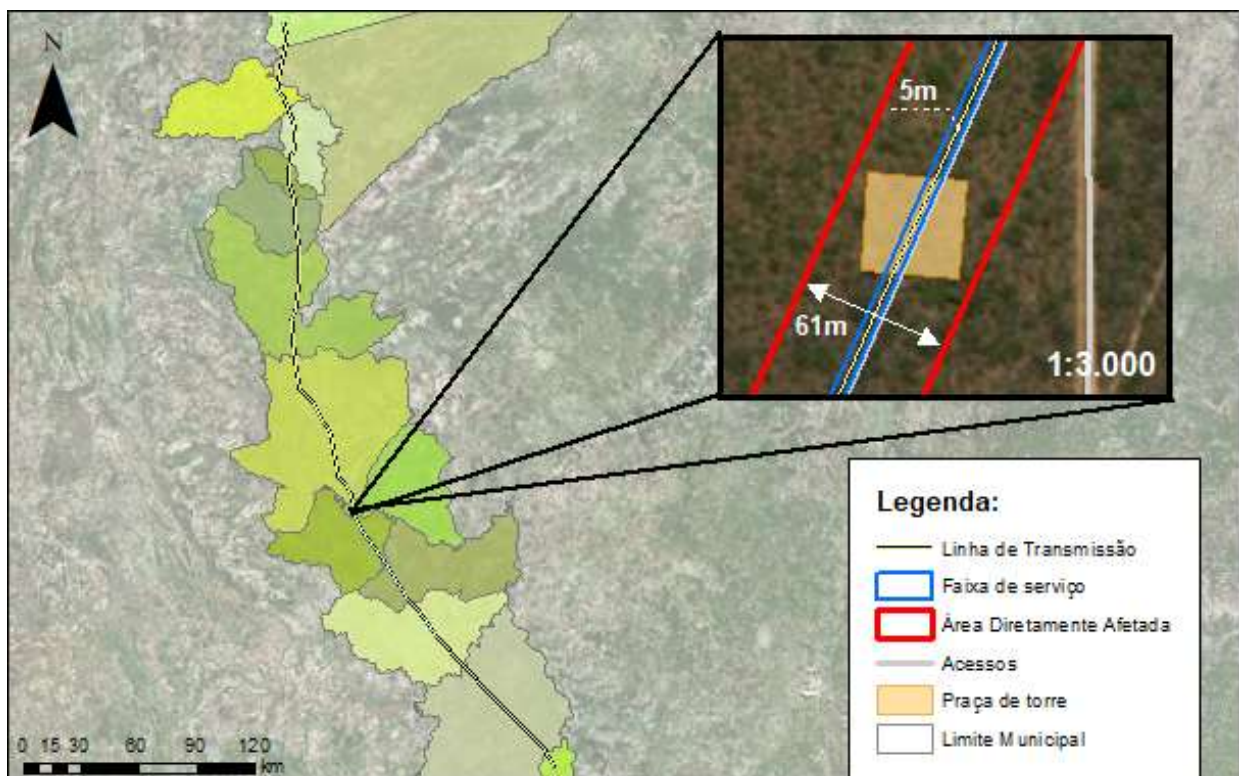 N
5m
61m
1:3.000
Legenda:
Linha de Transmissão
Faixa de serviço
Área Diretamente Afetada
Acessos
Praça de torre
Limite Municipal
0 15 30 60 90 120
km